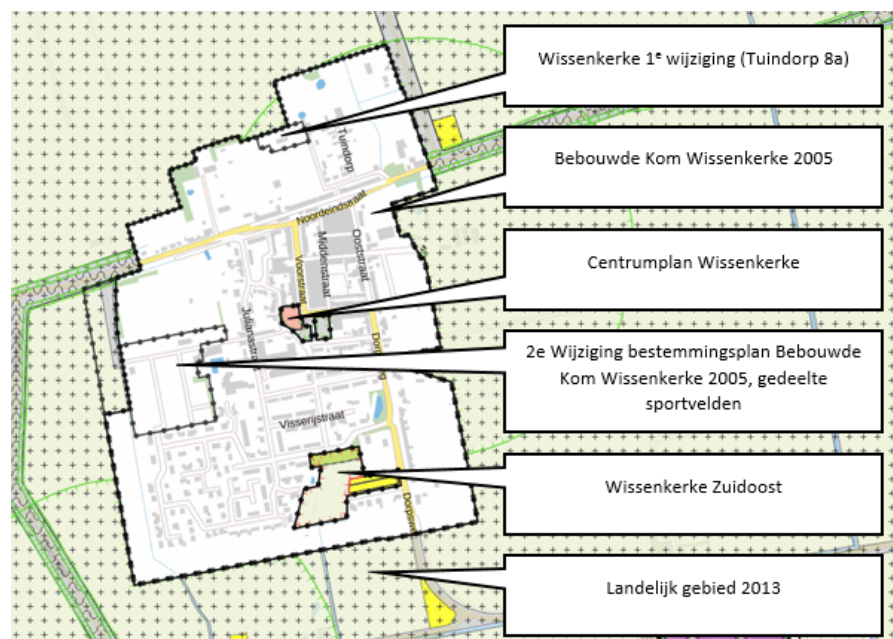 Wissenkerke 1e wijziging (Tuindorp 8a)
Bebouwde Kom Wissenkerke 2005
Centrumplan Wissenkerke
2e Wijziging bestemmingsplan Bebouwde
Kom Wissenkerke 2005, gedeelte
sportvelden
Wissenkerke Zuidoost
Landelijk gebied 2013
Tuindorp
Noordeindstraat
Ooststraat
Middenstraat
Voorstraat
Julianastraat
Visserijstraat